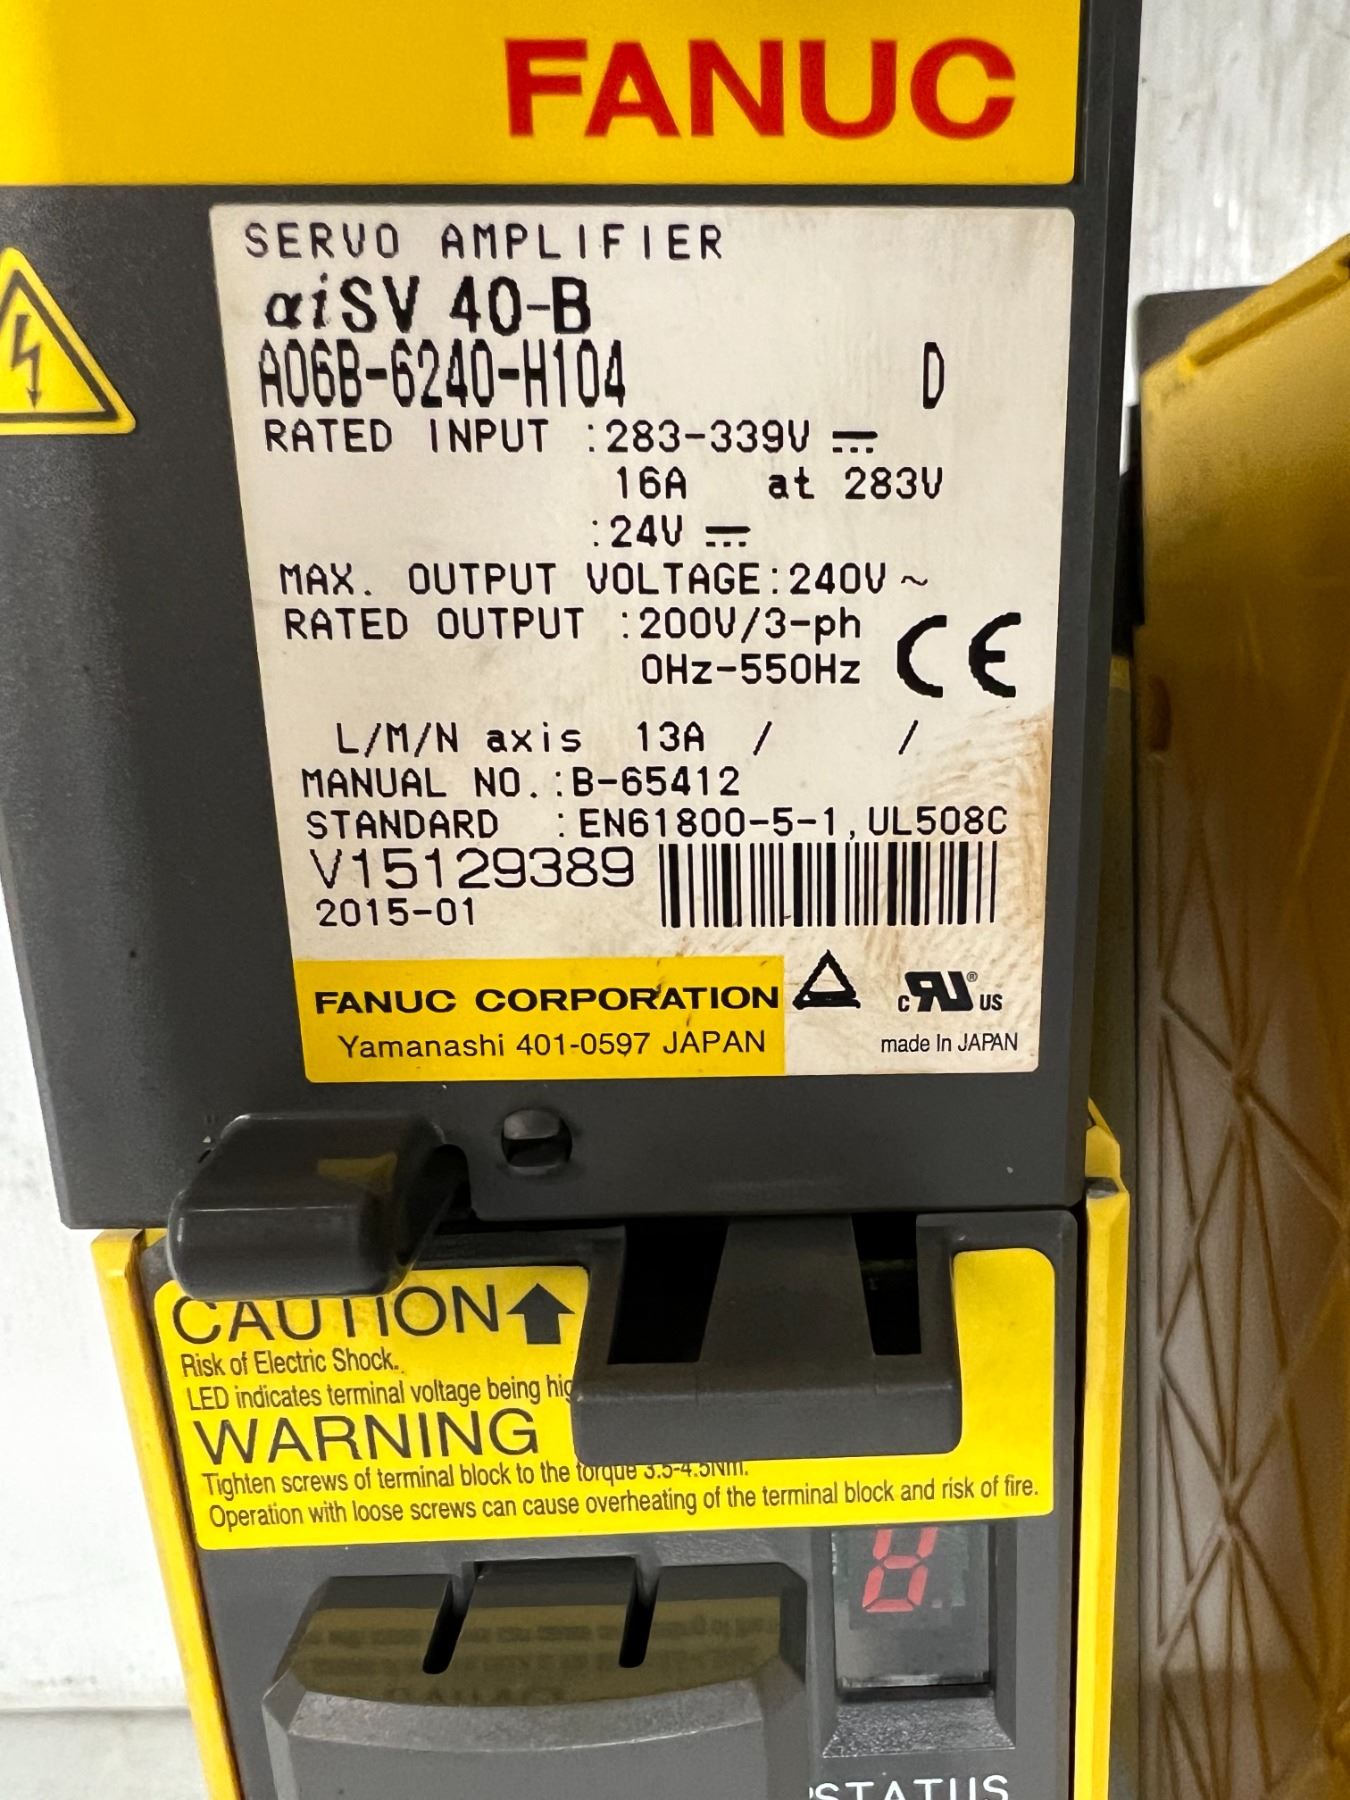 FANUC
SERVO AMPLIFIER
αiSV 40-B
A06B-6240-H104 D
RATED INPUT :283-339V ⎓
16A at 283V
:24V ⎓
MAX. OUTPUT VOLTAGE:240V ~
RATED OUTPUT :200V/3-ph
0Hz-550Hz
CE
L/M/N axis 13A / /
MANUAL NO.:B-65412
STANDARD :EN61800-5-1,UL508C
V15129389
2015-01
FANUC CORPORATION
Yamanashi 401-0597 JAPAN
c RU ® US
made In JAPAN
CAUTION
Risk of Electric Shock.
LED indicates terminal voltage being
WARNING
Tighten screws of terminal block to the torque 3.5-4.5Nm.
Operation with loose screws can cause overheating of the terminal block and risk of fire.
8.
STATUS